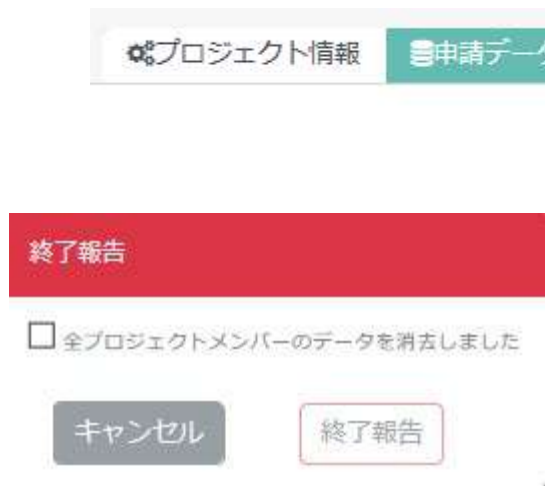 プロジェクト情報 申請データ
終了報告
全プロジェクトメンバーのデータを消去しました
キャンセル 終了報告